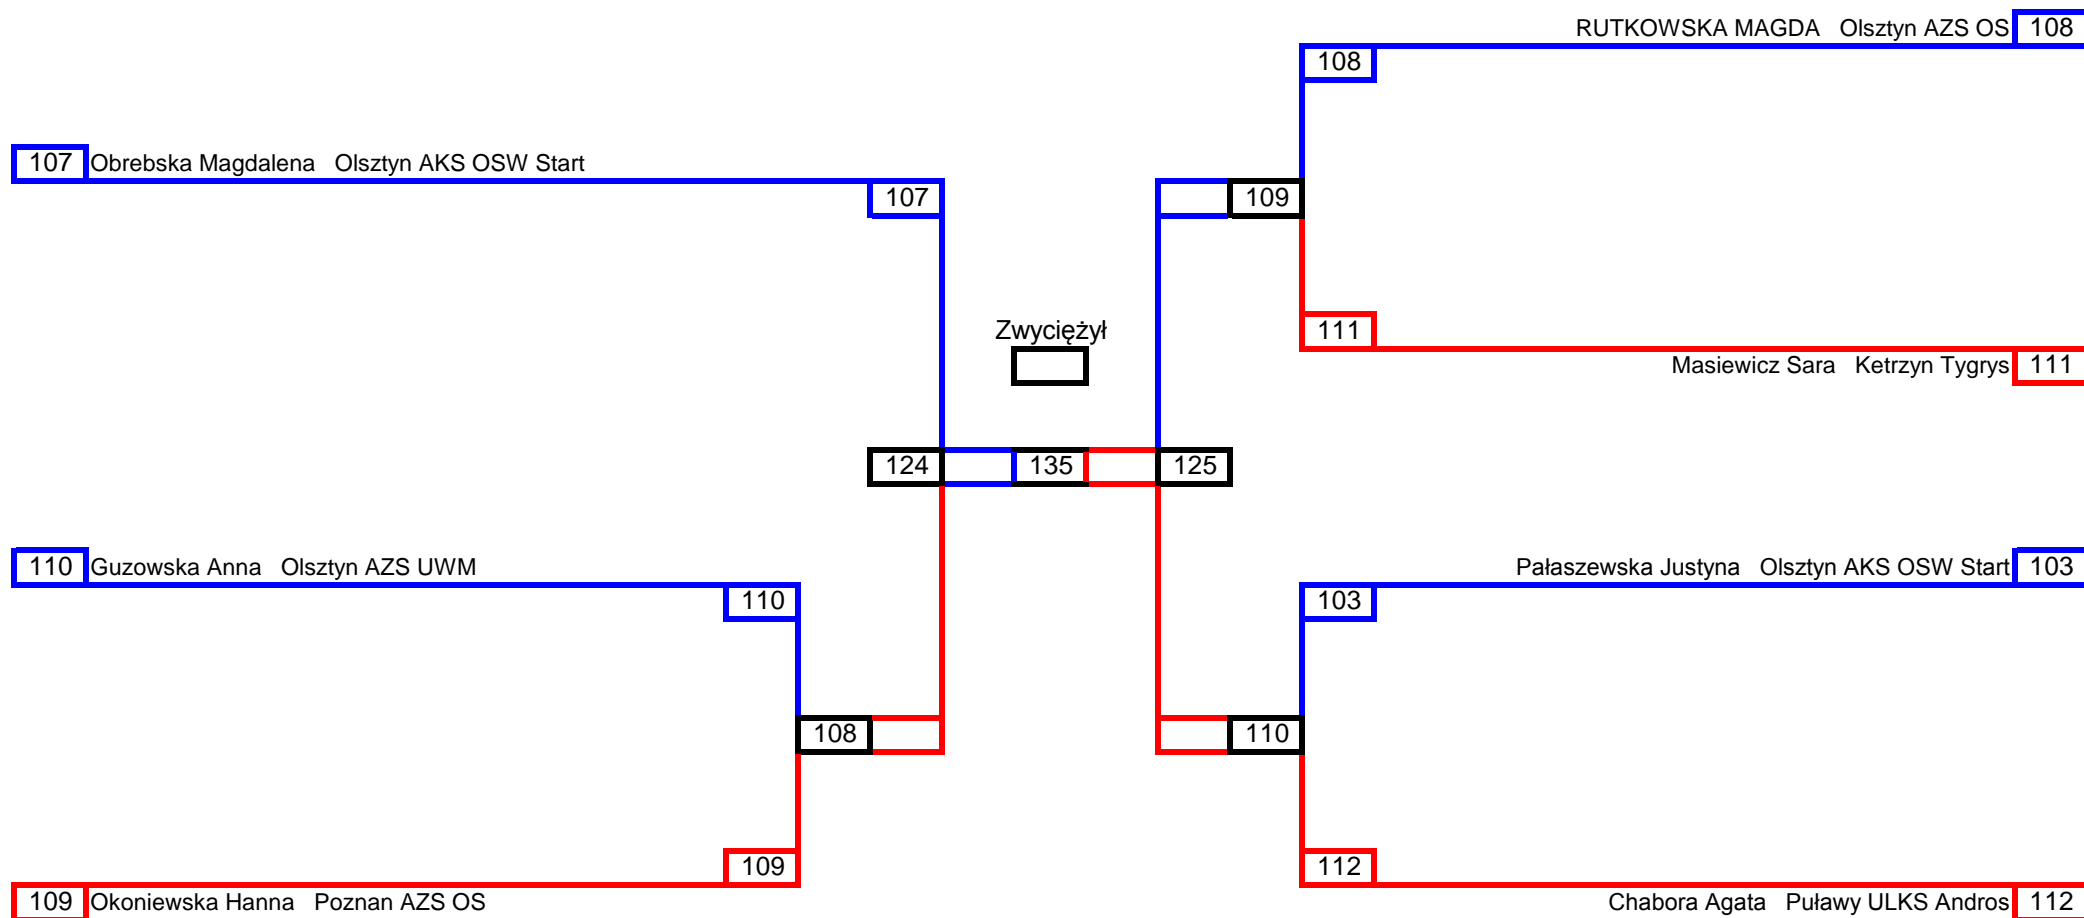 RUTKOWSKA MAGDA Olsztyn AZS OS 108
108
107 Obrebska Magdalena Olsztyn AKS OSW Start
107
109
Zwyciężył
111
Masiewicz Sara Ketrzyn Tygrys 111
124
135
125
110 Guzowska Anna Olsztyn AZS UWM
Pałaszewska Justyna Olsztyn AKS OSW Start 103
110
103
108
110
109
112
109 Okoniewska Hanna Poznan AZS OS
Chabora Agata Puławy ULKS Andros 112